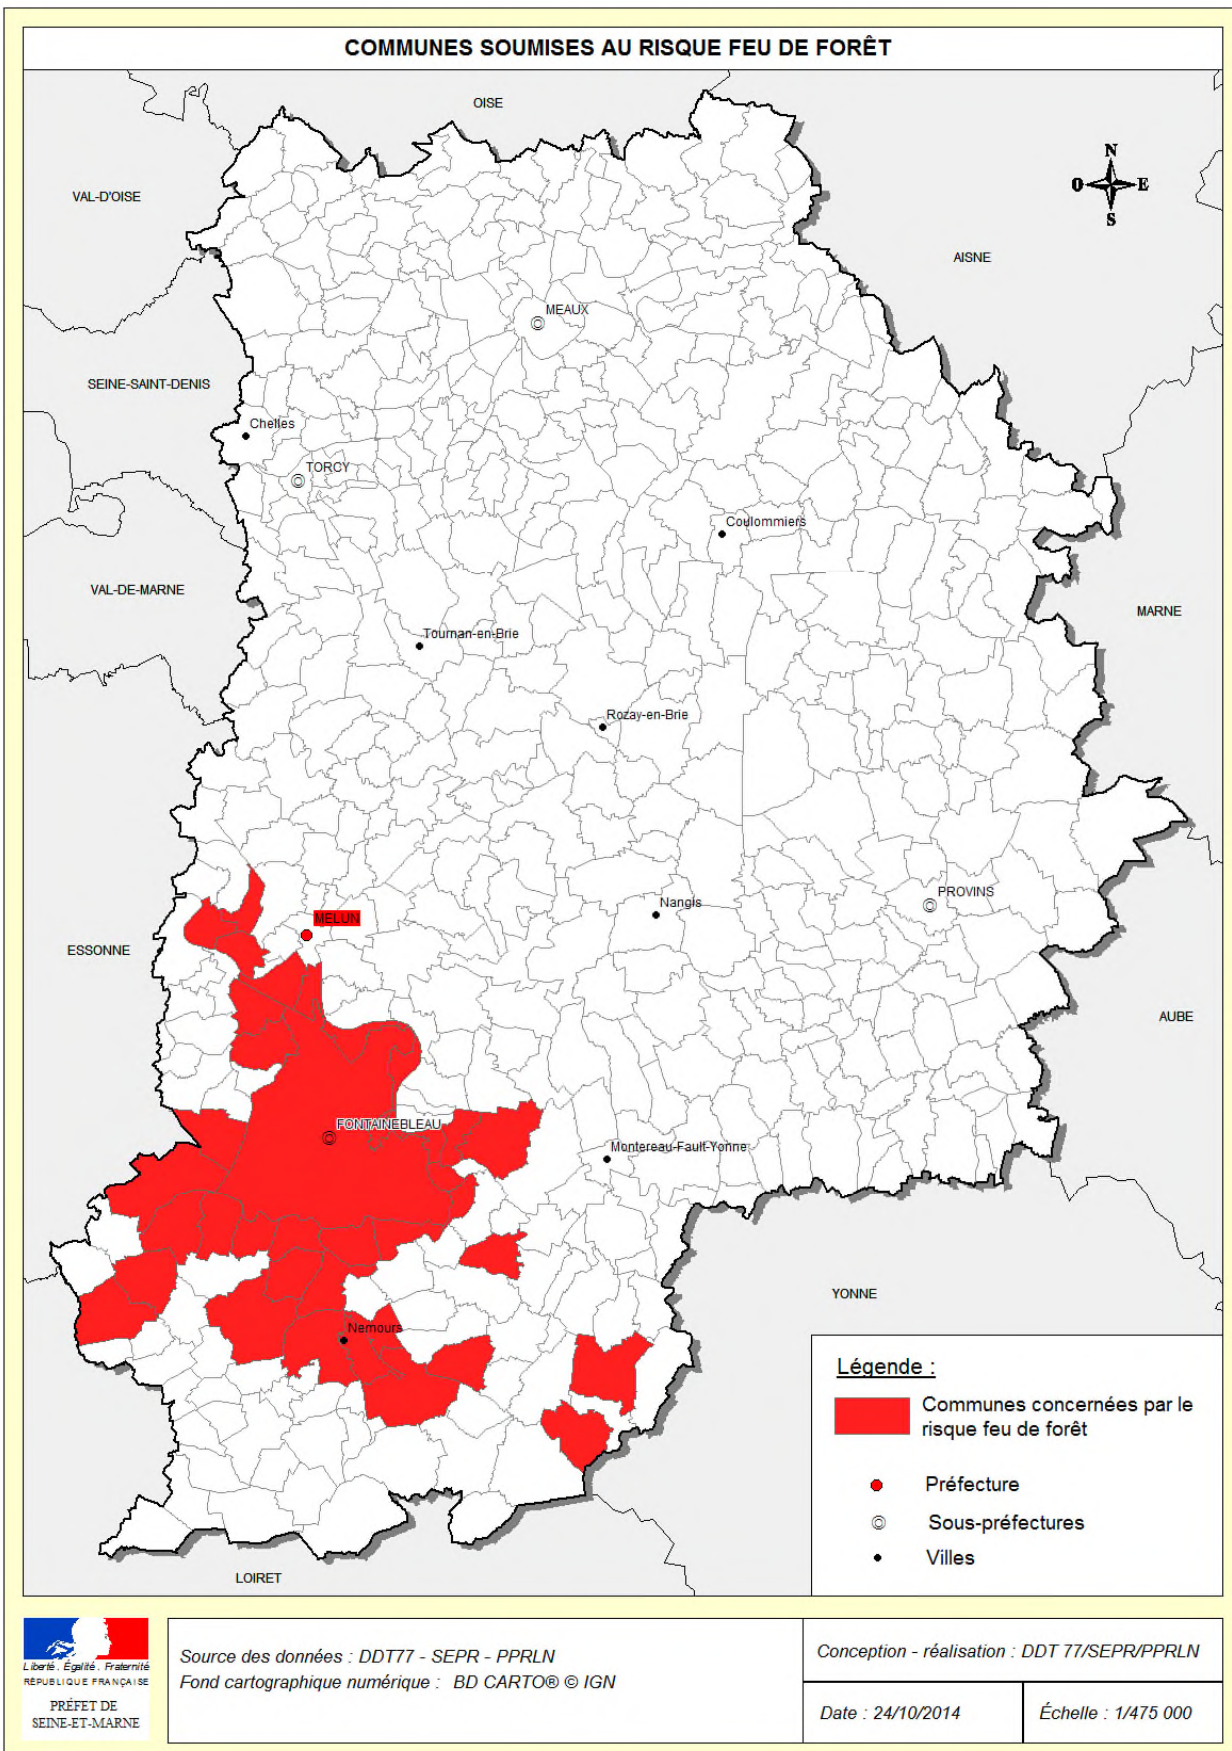 COMMUNES SOUMISES AU RISQUE FEU DE FORÊT
OISE
VAL-D'OISE
N
O
E
S
AISNE
MEAUX
SEINE-SAINT-DENIS
Chelles
TORCY
Coulommiers
VAL-DE-MARNE
MARNE
Tournan-en-Brie
Rozay-en-Brie
PROVINS
Nangis
MELUN
ESSONNE
AUBE
FONTAINEBLEAU
Montereau-Fault-Yonne
YONNE
Nemours
LOIRET
Légende :
Communes concernées par le
risque feu de forêt
Préfecture
Sous-préfectures
Villes
Liberté . Égalité . Fraternité
RÉPUBLIQUE FRANÇAISE
PRÉFET DE
SEINE-ET-MARNE
Source des données : DDT77 - SEPR - PPRLN
Fond cartographique numérique : BD CARTO® © IGN
Conception - réalisation : DDT 77/SEPR/PPRLN
Date : 24/10/2014
Échelle : 1/475 000